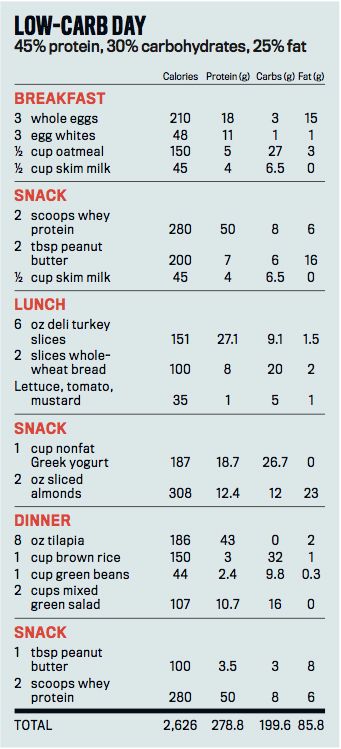 LOW-CARB DAY
45% protein, 30% carbohydrates, 25% fat
Calories Protein (g) Carbs (g) Fat (g)
BREAKFAST
3 whole eggs 210 18 3 15
3 egg whites 48 11 1 1
½ cup oatmeal 150 5 27 3
½ cup skim milk 45 4 6.5 0
SNACK
2 scoops whey
protein 280 50 8 6
2 tbsp peanut
butter 200 7 6 16
½ cup skim milk 45 4 6.5 0
LUNCH
6 oz deli turkey
slices 151 27.1 9.1 1.5
2 slices whole-
wheat bread 100 8 20 2
Lettuce, tomato,
mustard 35 1 5 1
SNACK
1 cup nonfat
Greek yogurt 187 18.7 26.7 0
2 oz sliced
almonds 308 12.4 12 23
DINNER
8 oz tilapia 186 43 0 2
1 cup brown rice 150 3 32 1
1 cup green beans 44 2.4 9.8 0.3
2 cups mixed
green salad 107 10.7 16 0
SNACK
1 tbsp peanut
butter 100 3.5 3 8
2 scoops whey
protein 280 50 8 6
TOTAL 2,626 278.8 199.6 85.8